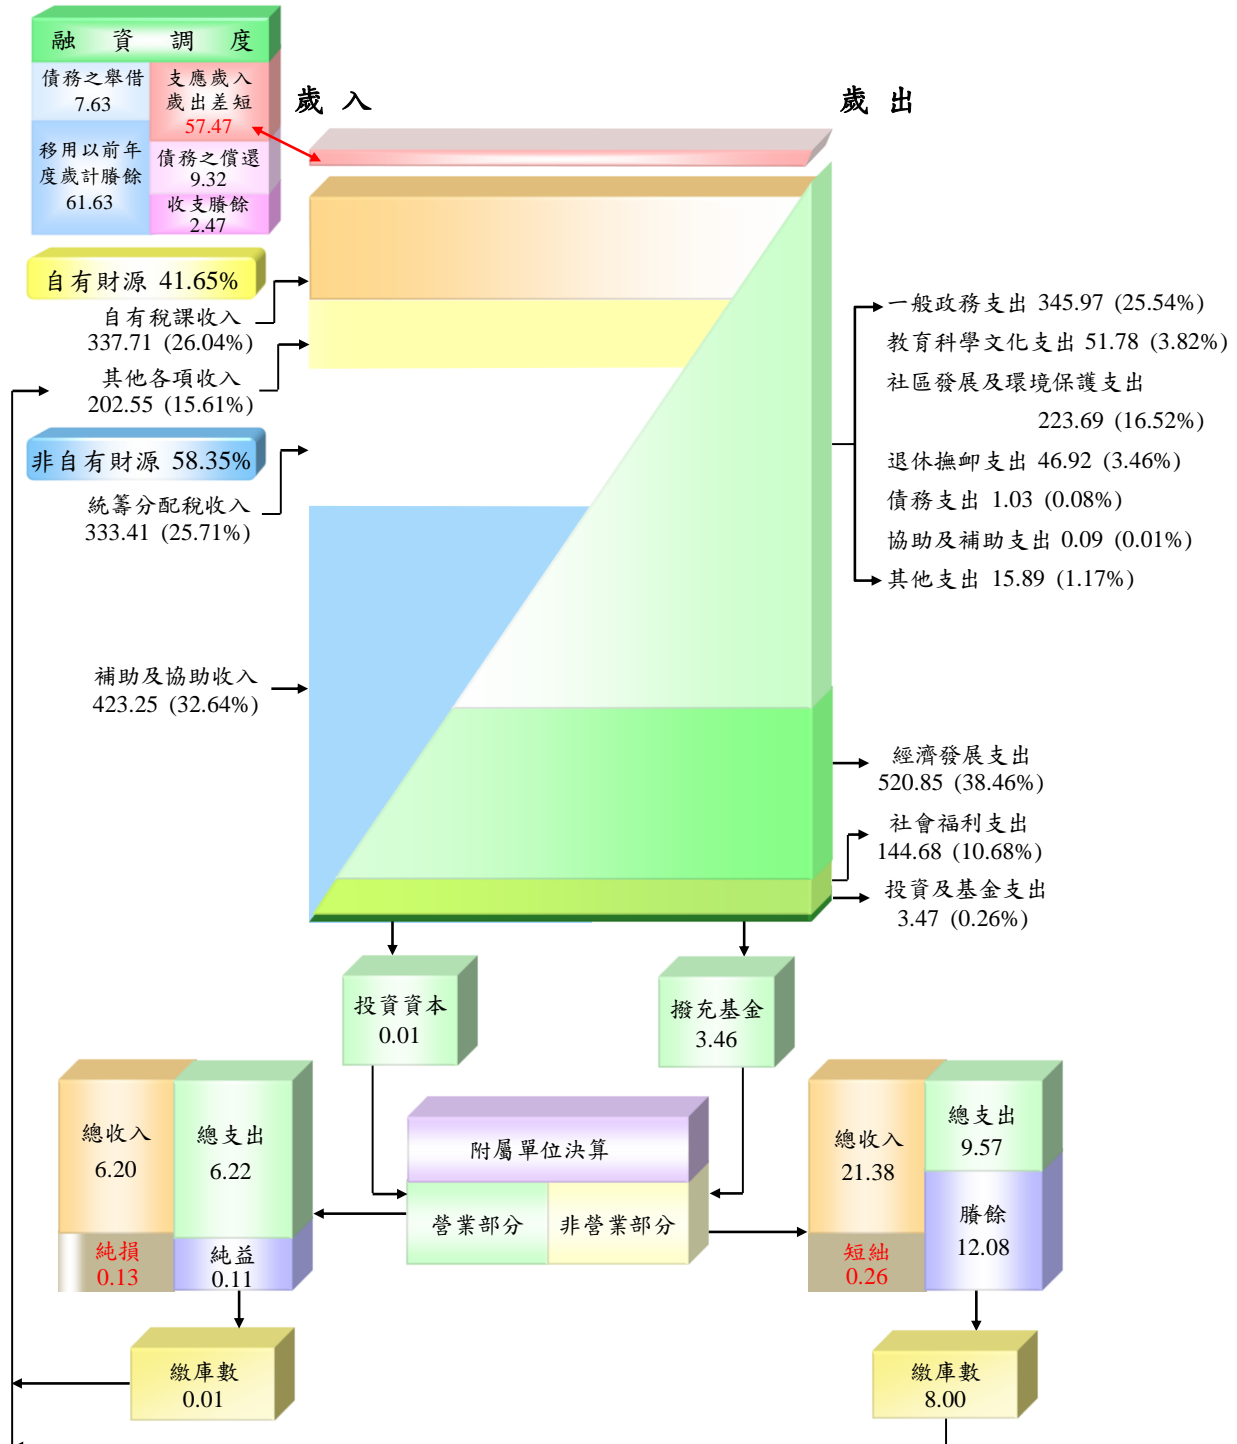 融資調度
債務之舉借
7.63
支應歲入
歲出差短
57.47
移用以前年
度歲計賸餘
61.63
債務之償還
9.32
收支賸餘
2.47
歲入
歲出
自有財源 41.65%
自有稅課收入
337.71 (26.04%)
其他各項收入
202.55 (15.61%)
非自有財源 58.35%
統籌分配稅收入
333.41 (25.71%)
補助及協助收入
423.25 (32.64%)
一般政務支出 345.97 (25.54%)
教育科學文化支出 51.78 (3.82%)
社區發展及環境保護支出
223.69 (16.52%)
退休撫卹支出 46.92 (3.46%)
債務支出 1.03 (0.08%)
協助及補助支出 0.09 (0.01%)
其他支出 15.89 (1.17%)
經濟發展支出
520.85 (38.46%)
社會福利支出
144.68 (10.68%)
投資及基金支出
3.47 (0.26%)
投資資本
0.01
撥充基金
3.46
總收入
6.20
總支出
6.22
純損
0.13
純益
0.11
附屬單位決算
營業部分
非營業部分
總收入
21.38
總支出
9.57
短絀
0.26
賸餘
12.08
繳庫數
0.01
繳庫數
8.00